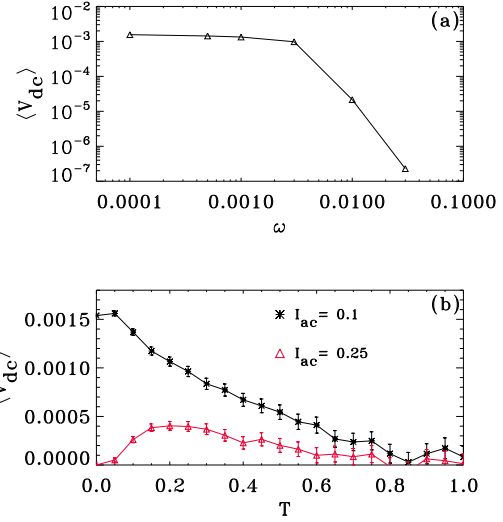 (a)
10⁻²
10⁻³
10⁻⁴
10⁻⁵
10⁻⁶
10⁻⁷
⟨V_dc⟩
0.0001 0.0010 0.0100 0.1000
ω
(b)
0.0015
0.0010
0.0005
0.0000
⟨V_dc⟩
I_ac= 0.1
I_ac= 0.25
0.0 0.2 0.4 0.6 0.8 1.0
T